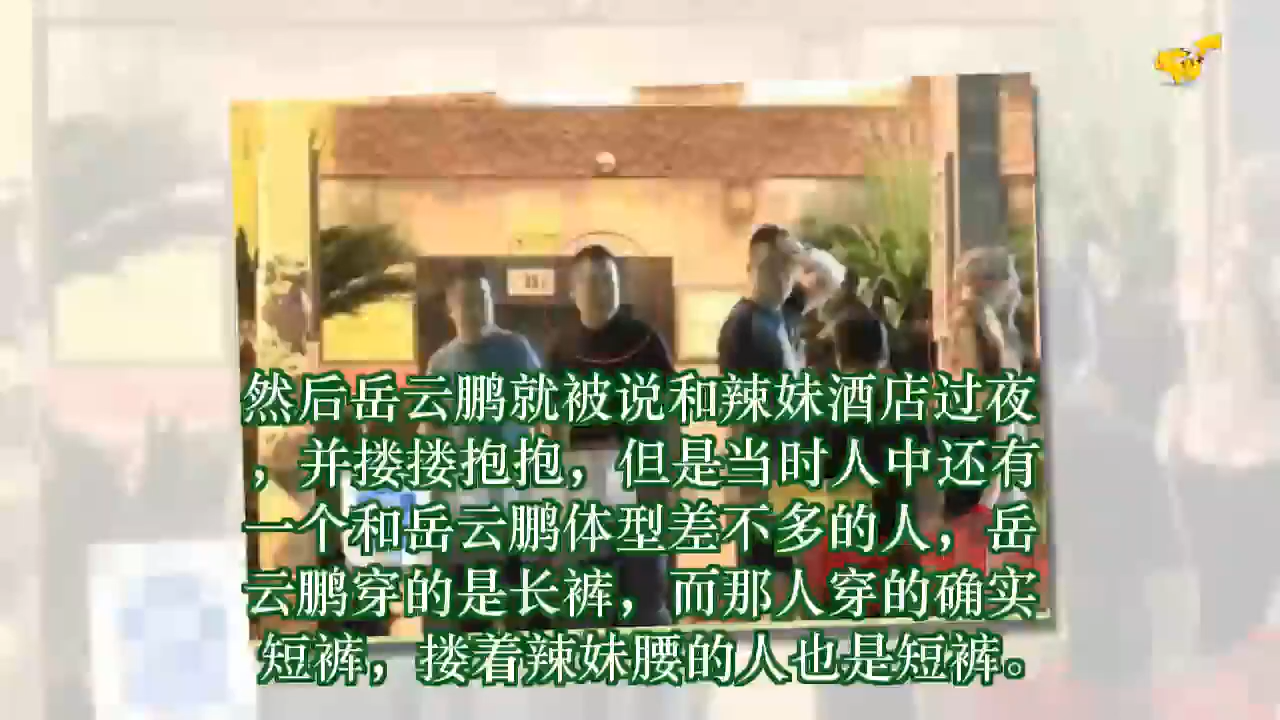 然后岳云鹏就被说和辣妹酒店过夜
，并搂搂抱抱，但是当时人中还有
一个和岳云鹏体型差不多的人，岳
云鹏穿的是长裤，而那人穿的确实
短裤，搂着辣妹腰的人也是短裤。